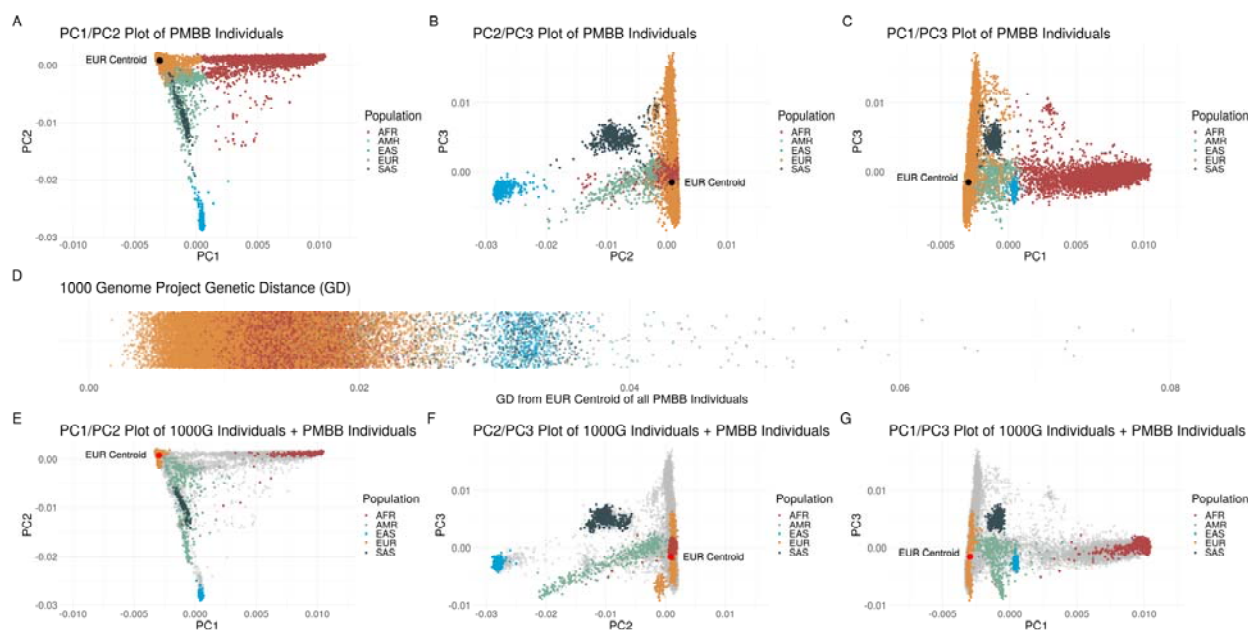 A
PC1/PC2 Plot of PMBB Individuals
EUR Centroid
0.00
-0.01
-0.02
-0.03
PC2
-0.010
-0.005
0.000
0.005
0.010
PC1
Population
AFR
AMR
EAS
EUR
SAS
B
PC2/PC3 Plot of PMBB Individuals
0.01
0.00
PC3
EUR Centroid
-0.03
-0.02
-0.01
0.00
0.01
PC2
Population
AFR
AMR
EAS
EUR
SAS
C
PC1/PC3 Plot of PMBB Individuals
0.01
0.00
PC3
EUR Centroid
-0.005
0.000
0.005
0.010
PC1
Population
AFR
AMR
EAS
EUR
SAS
D
1000 Genome Project Genetic Distance (GD)
0.00
0.02
0.04
0.06
0.08
GD from EUR Centroid of all PMBB Individuals
E
PC1/PC2 Plot of 1000G Individuals + PMBB Individuals
EUR Centroid
0.00
-0.01
-0.02
-0.03
PC2
-0.010
-0.005
0.000
0.005
0.010
PC1
Population
AFR
AMR
EAS
EUR
SAS
F
PC2/PC3 Plot of 1000G Individuals + PMBB Individuals
0.01
0.00
-0.01
PC3
EUR Centroid
-0.03
-0.02
-0.01
0.00
0.01
PC2
Population
AFR
AMR
EAS
EUR
SAS
G
PC1/PC3 Plot of 1000G Individuals + PMBB Individuals
0.01
0.00
-0.01
PC3
EUR Centroid
-0.005
0.000
0.005
0.010
PC1
Population
AFR
AMR
EAS
EUR
SAS